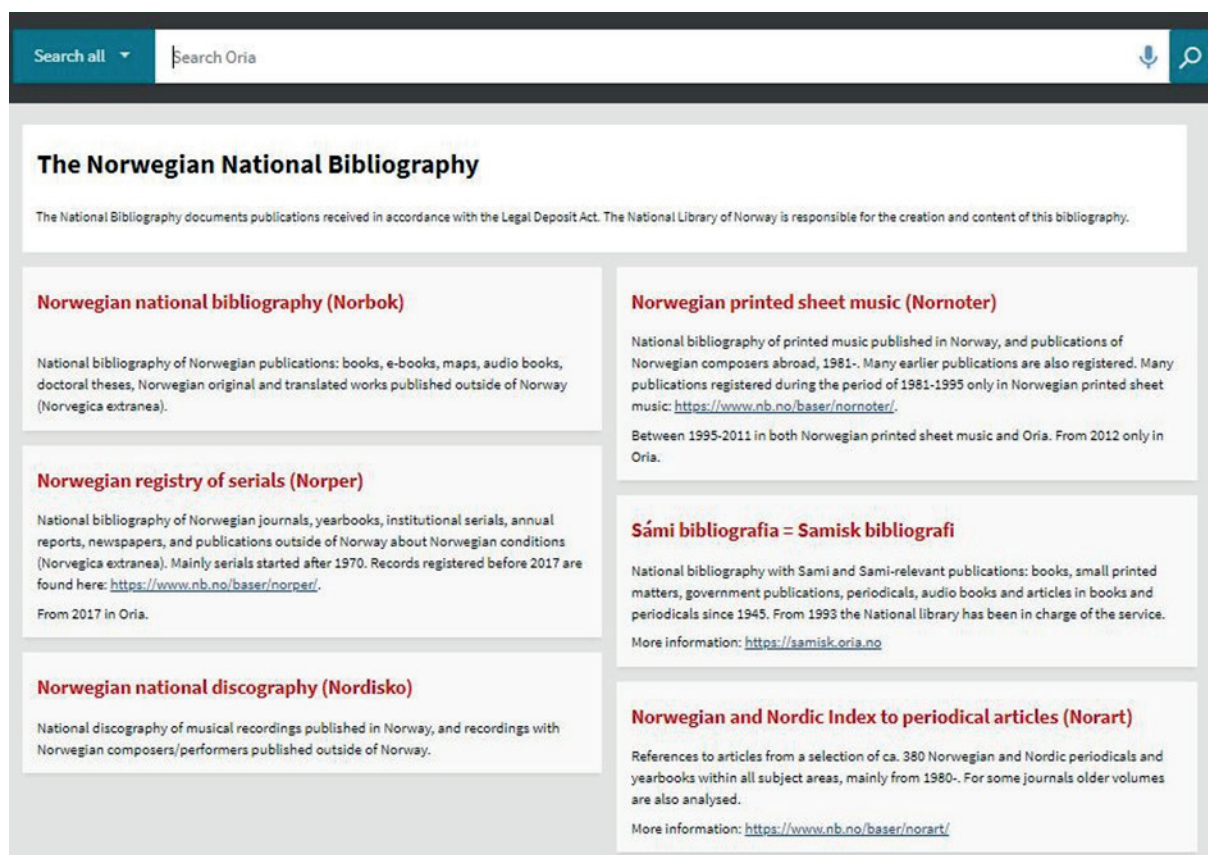 Search all
Search Oria
The Norwegian National Bibliography
The National Bibliography documents publications received in accordance with the Legal Deposit Act. The National Library of Norway is responsible for the creation and content of this bibliography.
Norwegian national bibliography (Norbok)
National bibliography of Norwegian publications: books, e-books, maps, audio books,
doctoral theses, Norwegian original and translated works published outside of Norway
(Norvegica extranea).
Norwegian registry of serials (Norper)
National bibliography of Norwegian journals, yearbooks, institutional serials, annual
reports, newspapers, and publications outside of Norway about Norwegian conditions
(Norvegica extranea). Mainly serials started after 1970. Records registered before 2017 are
found here: https://www.nb.no/baser/norper/.
From 2017 in Oria.
Norwegian national discography (Nordisko)
National discography of musical recordings published in Norway, and recordings with
Norwegian composers/performers published outside of Norway.
Norwegian printed sheet music (Nornoter)
National bibliography of printed music published in Norway, and publications of
Norwegian composers abroad, 1981-. Many earlier publications are also registered. Many
publications registered during the period of 1981-1995 only in Norwegian printed sheet
music: https://www.nb.no/baser/nornoter/.
Between 1995-2011 in both Norwegian printed sheet music and Oria. From 2012 only in
Oria.
Sámi bibliografia = Samisk bibliografi
National bibliography with Sami and Sami-relevant publications: books, small printed
matters, government publications, periodicals, audio books and articles in books and
periodicals since 1945. From 1993 the National library has been in charge of the service.
More information: https://samisk.oria.no
Norwegian and Nordic Index to periodical articles (Norart)
References to articles from a selection of ca. 380 Norwegian and Nordic periodicals and
yearbooks within all subject areas, mainly from 1980-. For some journals older volumes
are also analysed.
More information: https://www.nb.no/baser/norart/